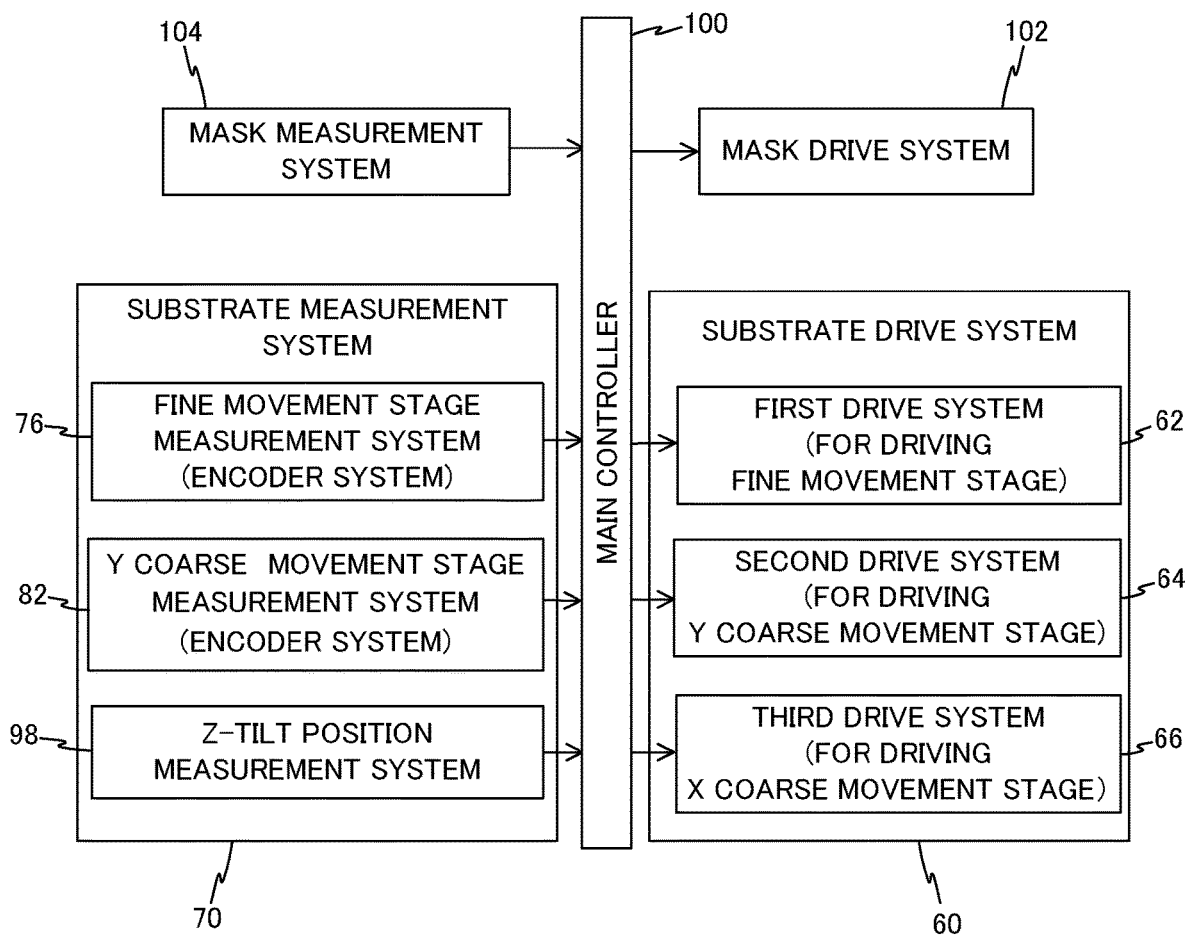 104
100
102
MASK MEASUREMENT
SYSTEM
MASK DRIVE SYSTEM
MAIN CONTROLLER
SUBSTRATE MEASUREMENT
SYSTEM
76
FINE MOVEMENT STAGE
MEASUREMENT SYSTEM
(ENCODER SYSTEM)
82
Y COARSE MOVEMENT STAGE
MEASUREMENT SYSTEM
(ENCODER SYSTEM)
98
Z-TILT POSITION
MEASUREMENT SYSTEM
70
SUBSTRATE DRIVE SYSTEM
FIRST DRIVE SYSTEM
(FOR DRIVING
FINE MOVEMENT STAGE)
62
SECOND DRIVE SYSTEM
(FOR DRIVING
Y COARSE MOVEMENT STAGE)
64
THIRD DRIVE SYSTEM
(FOR DRIVING
X COARSE MOVEMENT STAGE)
66
60